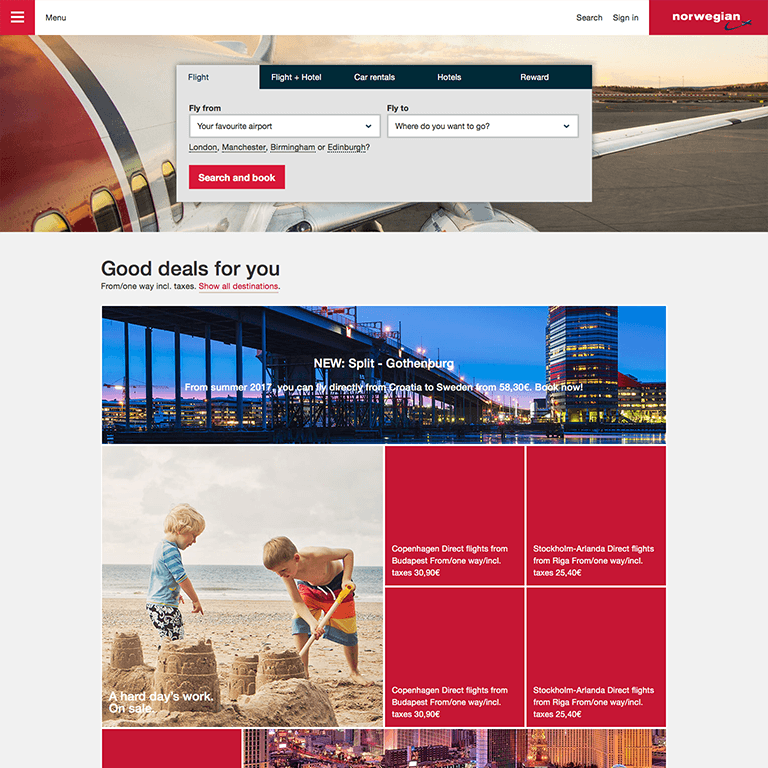 Menu
Search
Sign in
norwegian
Flight
Flight + Hotel
Car rentals
Hotels
Reward
Fly from
Fly to
Your favourite airport
Where do you want to go?
London, Manchester, Birmingham or Edinburgh?
Search and book
Good deals for you
From/one way incl. taxes. Show all destinations.
NEW: Split - Gothenburg
From summer 2017, you can fly directly from Croatia to Sweden from 58,30€. Book now!
A hard day's work.
On sale.
Copenhagen Direct flights from
Budapest From/one way/incl.
taxes 30,90€
Stockholm-Arlanda Direct flights
from Riga From/one way/incl.
taxes 25,40€
Copenhagen Direct flights from
Budapest From/one way/incl.
taxes 30,90€
Stockholm-Arlanda Direct flights
from Riga From/one way/incl.
taxes 25,40€